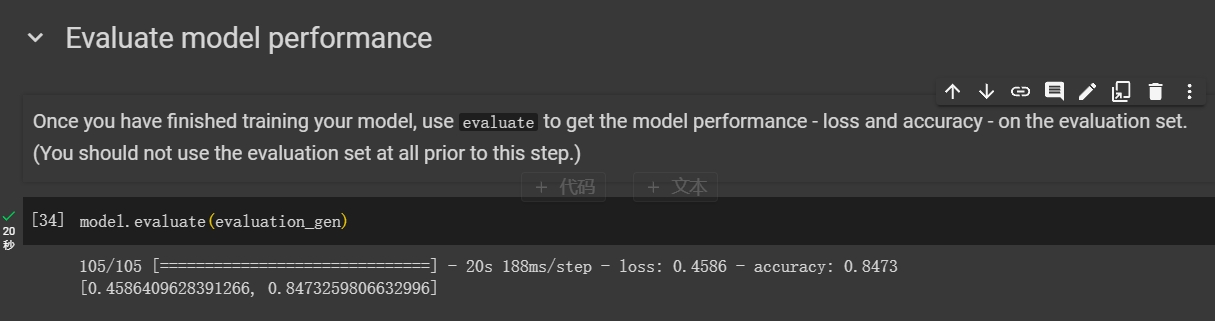 Evaluate model performance
Once you have finished training your model, use evaluate to get the model performance - loss and accuracy - on the evaluation set.
(You should not use the evaluation set at all prior to this step.)
+ 代码 + 文本
[34] model.evaluate(evaluation_gen)
20
秒
105/105 [==============================] - 20s 188ms/step - loss: 0.4586 - accuracy: 0.8473
[0.4586409628391266, 0.8473259806632996]